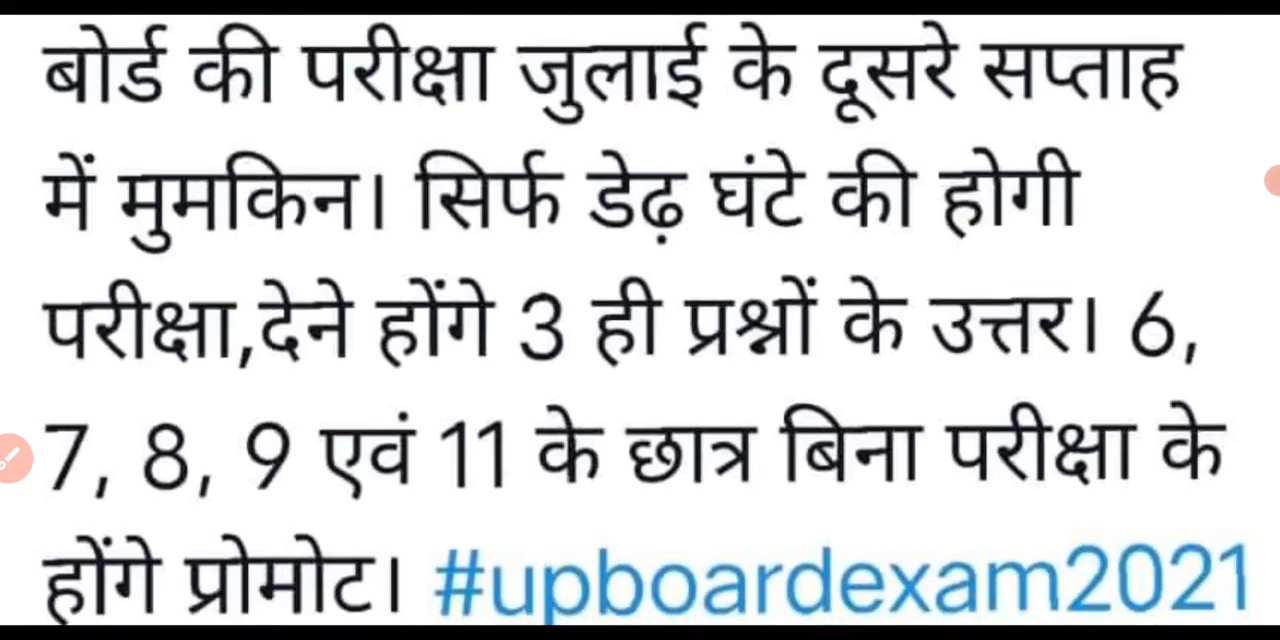 बोर्ड की परीक्षा जुलाई के दूसरे सप्ताह
में मुमकिन। सिर्फ डेढ़ घंटे की होगी
परीक्षा,देने होंगे 3 ही प्रश्नों के उत्तर। 6,
7, 8, 9 एवं 11 के छात्र बिना परीक्षा के
होंगे प्रोमोट। #upboardexam2021